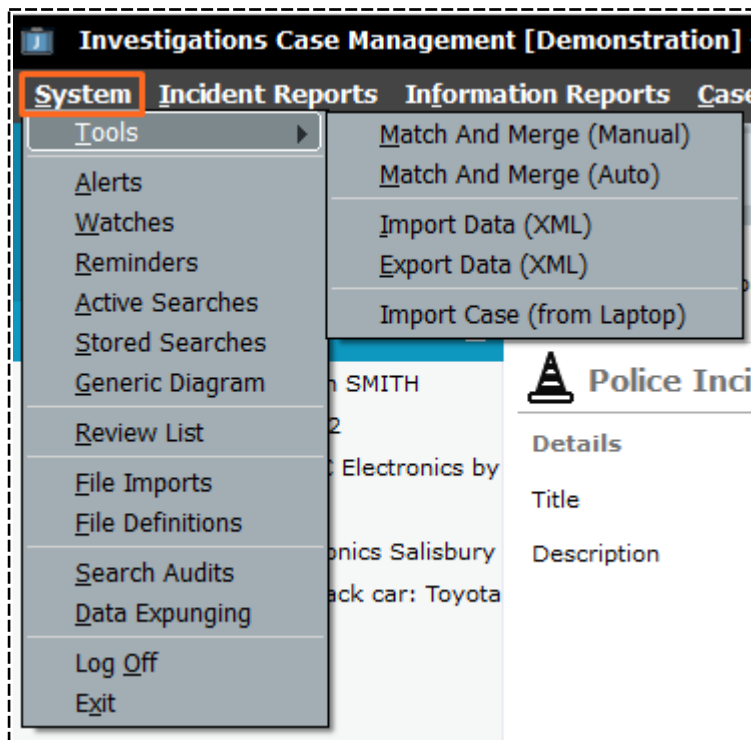 Investigations Case Management [Demonstration]
System Incident Reports Information Reports Case
Tools
Match And Merge (Manual)
Match And Merge (Auto)
Import Data (XML)
Export Data (XML)
Import Case (from Laptop)
Alerts
Watches
Reminders
Active Searches
Stored Searches
Generic Diagram
Review List
File Imports
File Definitions
Search Audits
Data Expunging
Log Off
Exit
SMITH
2
Electronics by
onics Salisbury
ack car: Toyota
Police Inci
Details
Title
Description